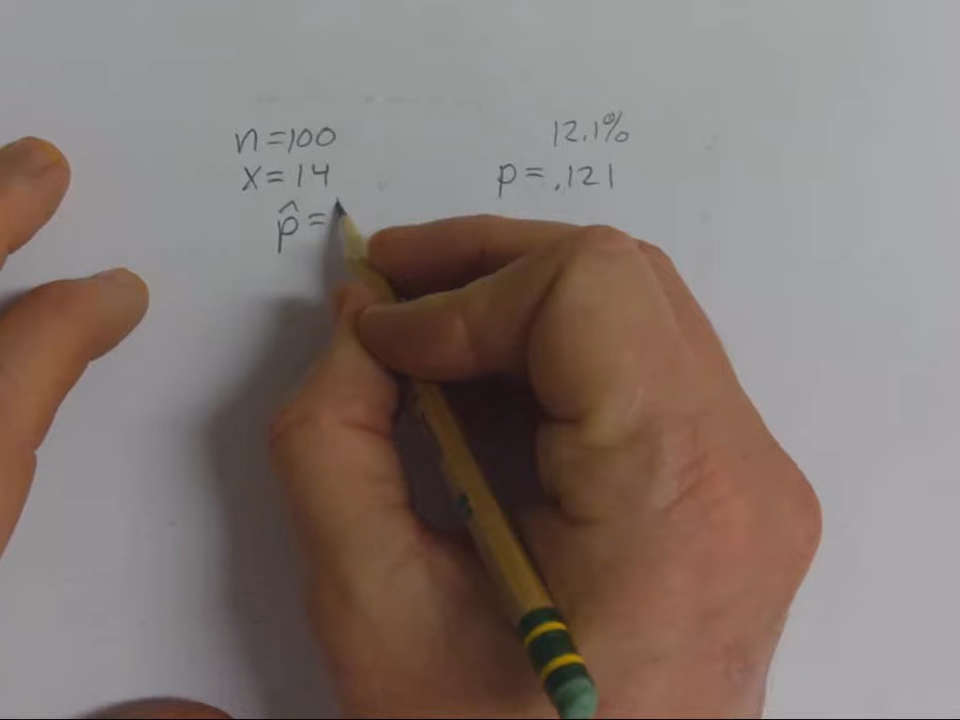 n=100
x=14
p̂=
12.1%
p=.121